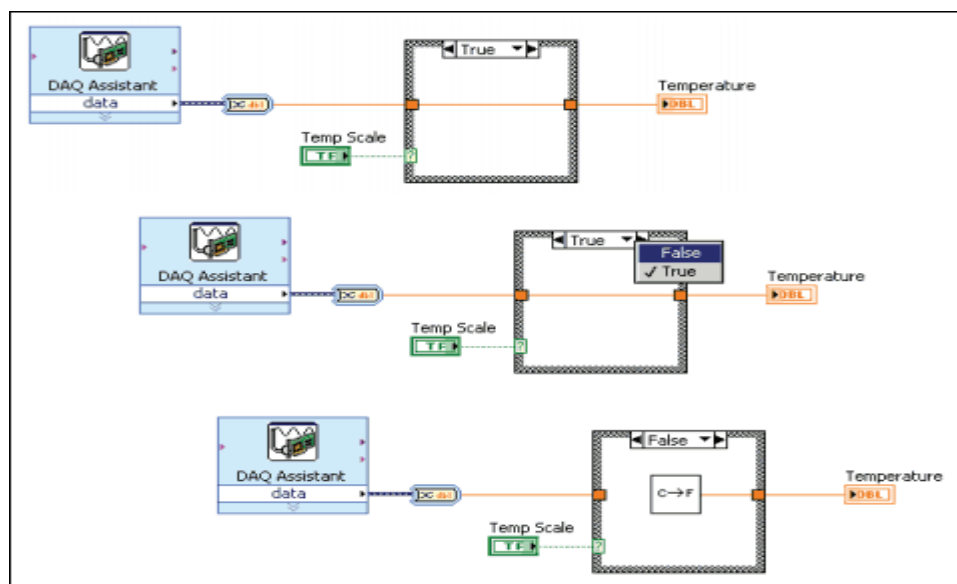 True
DAQ Assistant
data
Temperature
DBL
Temp Scale
TF
?
True
False
True
DAQ Assistant
data
Temperature
DBL
Temp Scale
TF
?
False
DAQ Assistant
data
C→F
Temperature
DBL
Temp Scale
TF
?